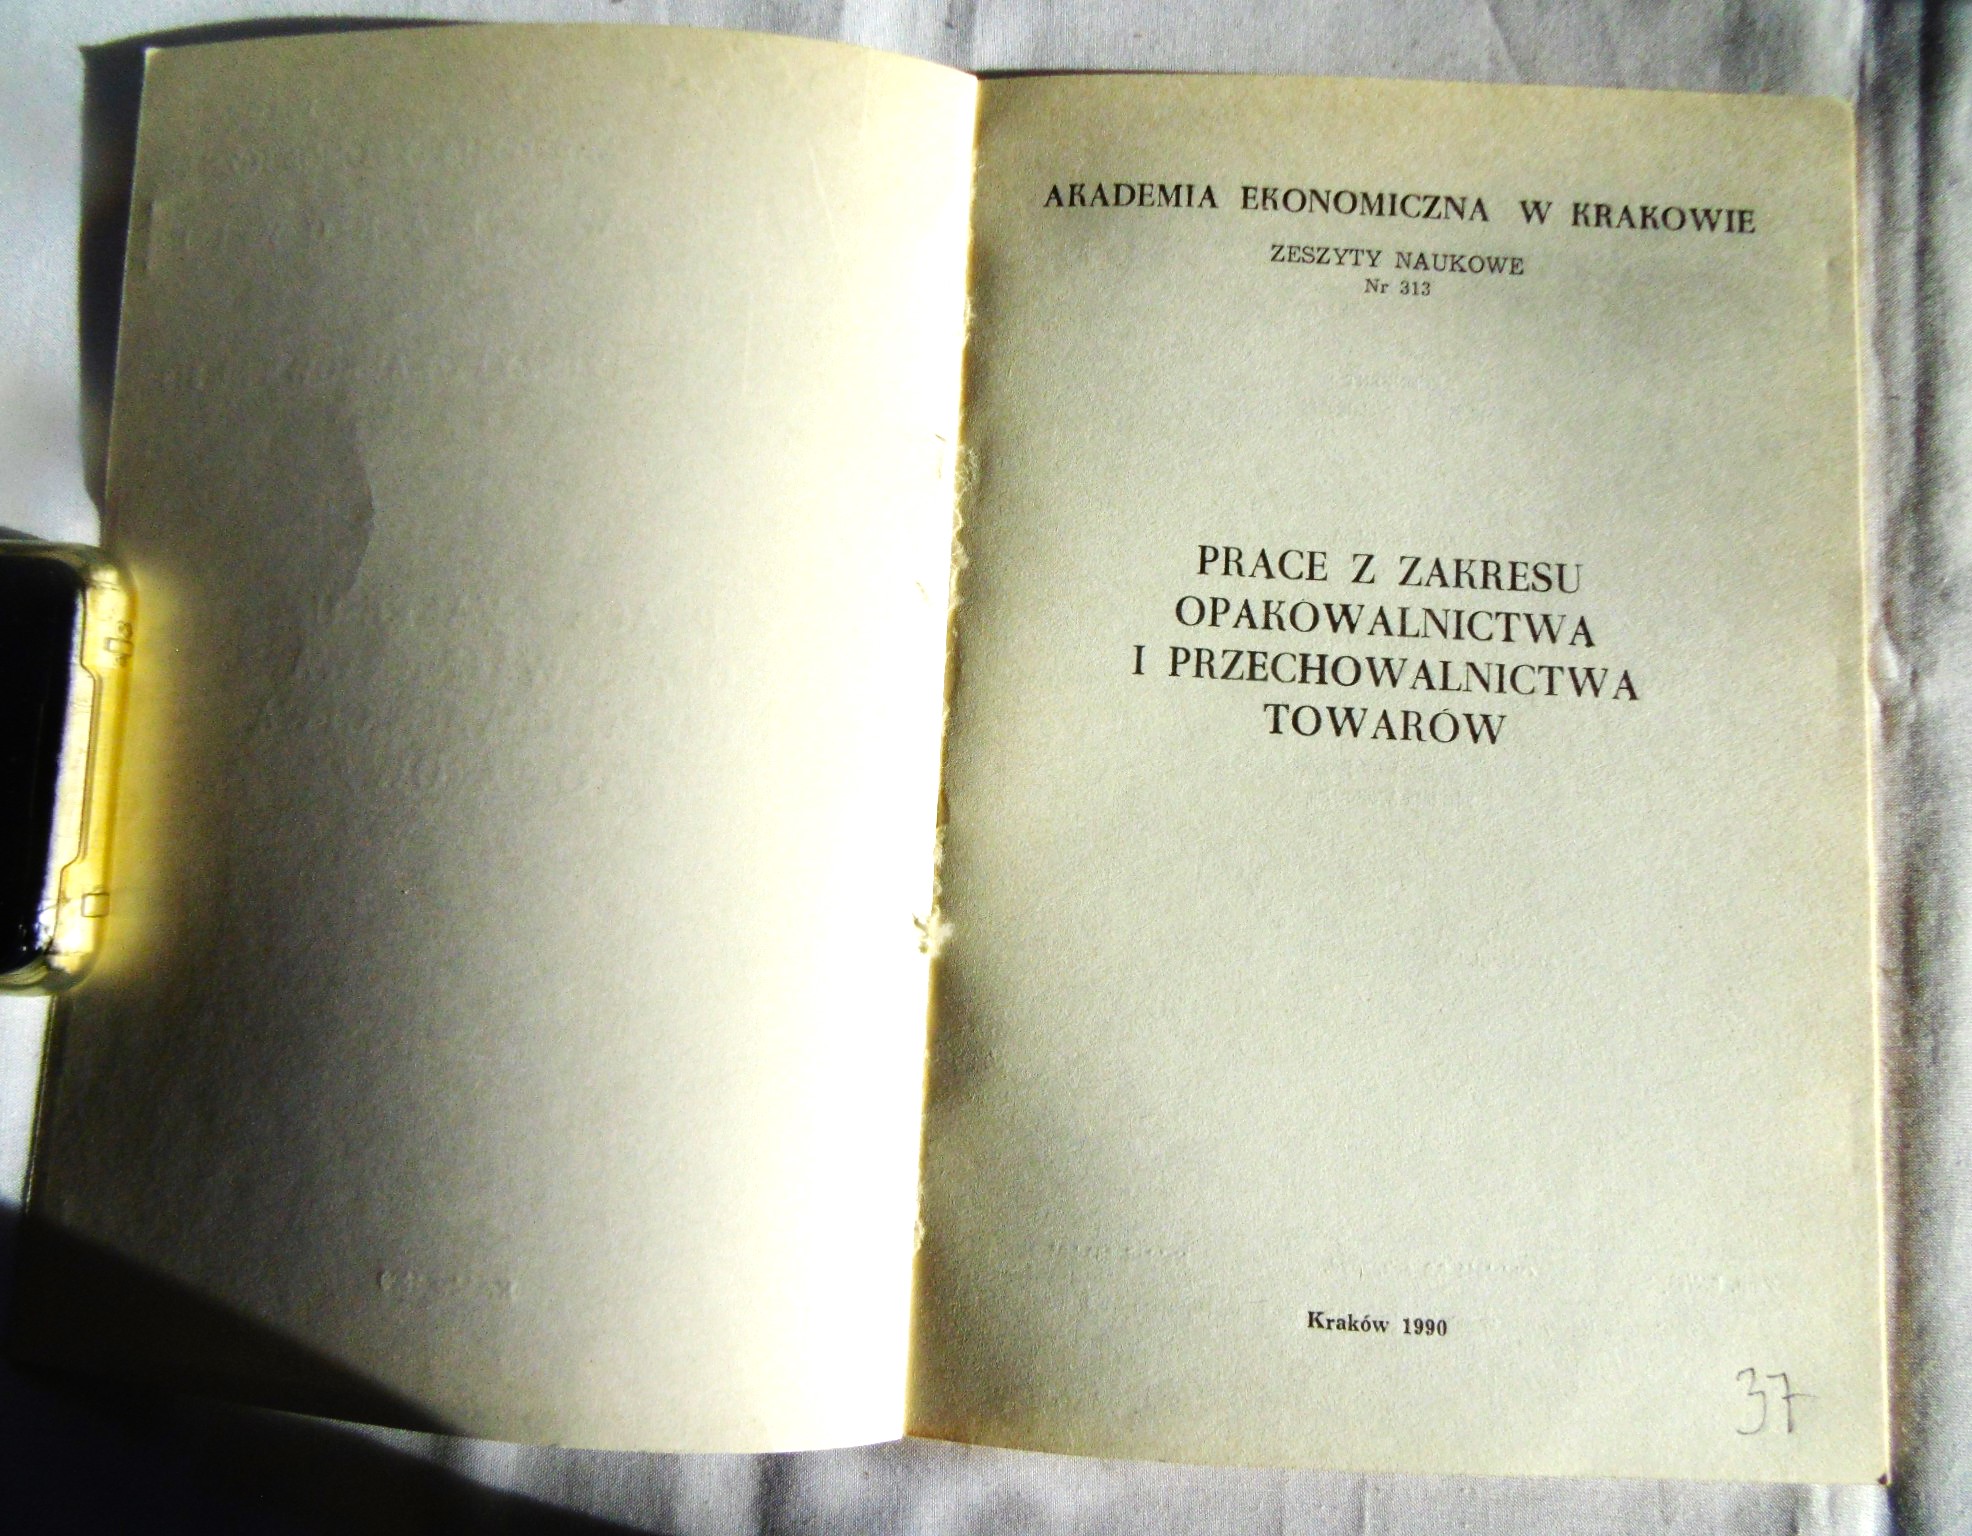 AKADEMIA EKONOMICZNA W KRAKOWIE
ZESZYTY NAUKOWE
Nr 313
PRACE Z ZAKRESU
OPAKOWALNICTWA
I PRZECHOWALNICTWA
TOWARÓW
Kraków 1990
37